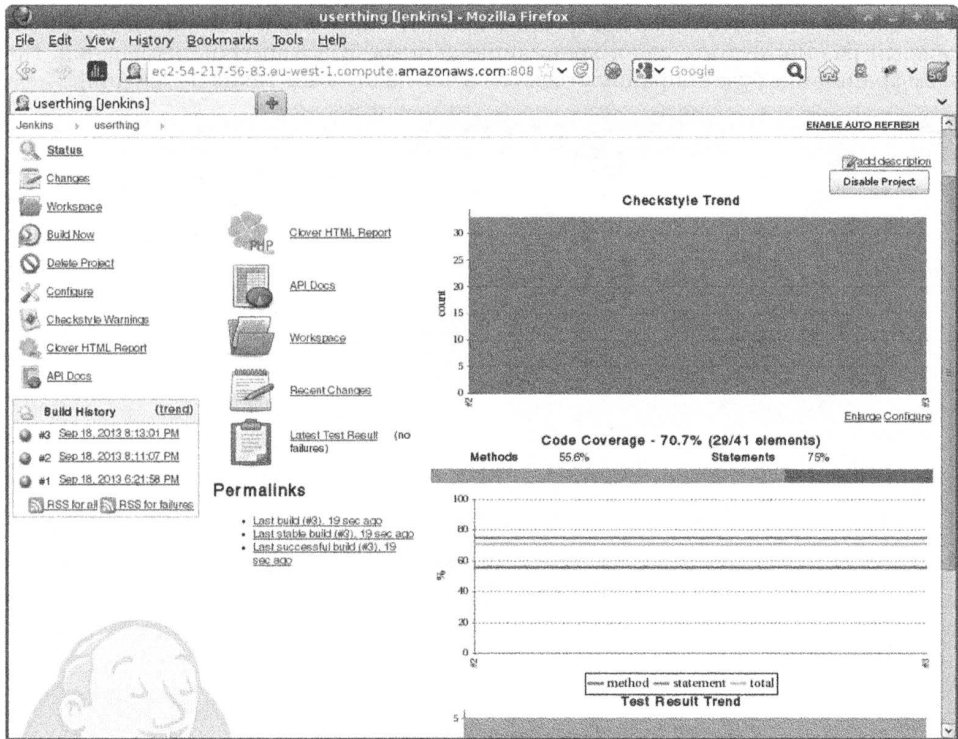 userthing [Jenkins] - Mozilla Firefox
File Edit View History Bookmarks Tools Help
ec2-54-217-56-83.eu-west-1.compute.amazonaws.com:808
Google
userthing [Jenkins]
Jenkins userthing
ENABLE AUTO REFRESH
Status
Changes
Workspace
Build Now
Delete Project
Configure
Checkstyle Warnings
Clover HTML Report
API Docs
Build History (trend)
#3 Sep 18, 2013 8:13:01 PM
#2 Sep 18, 2013 8:11:07 PM
#1 Sep 18, 2013 6:21:58 PM
RSS for all RSS for failures
PHP
Clover HTML Report
API Docs
Workspace
Recent Changes
Latest Test Result (no
failures)
Permalinks
Last build (#3), 19 sec ago
Last stable build (#3), 19 sec ago
Last successful build (#3), 19
sec ago
add description
Disable Project
Checkstyle Trend
count
30
25
20
15
10
5
0
#2
#3
Enlarge Configure
Code Coverage - 70.7% (29/41 elements)
Methods 55.6% Statements 75%
%
100
80
60
40
20
0
#2
#3
method statement total
Test Result Trend
5